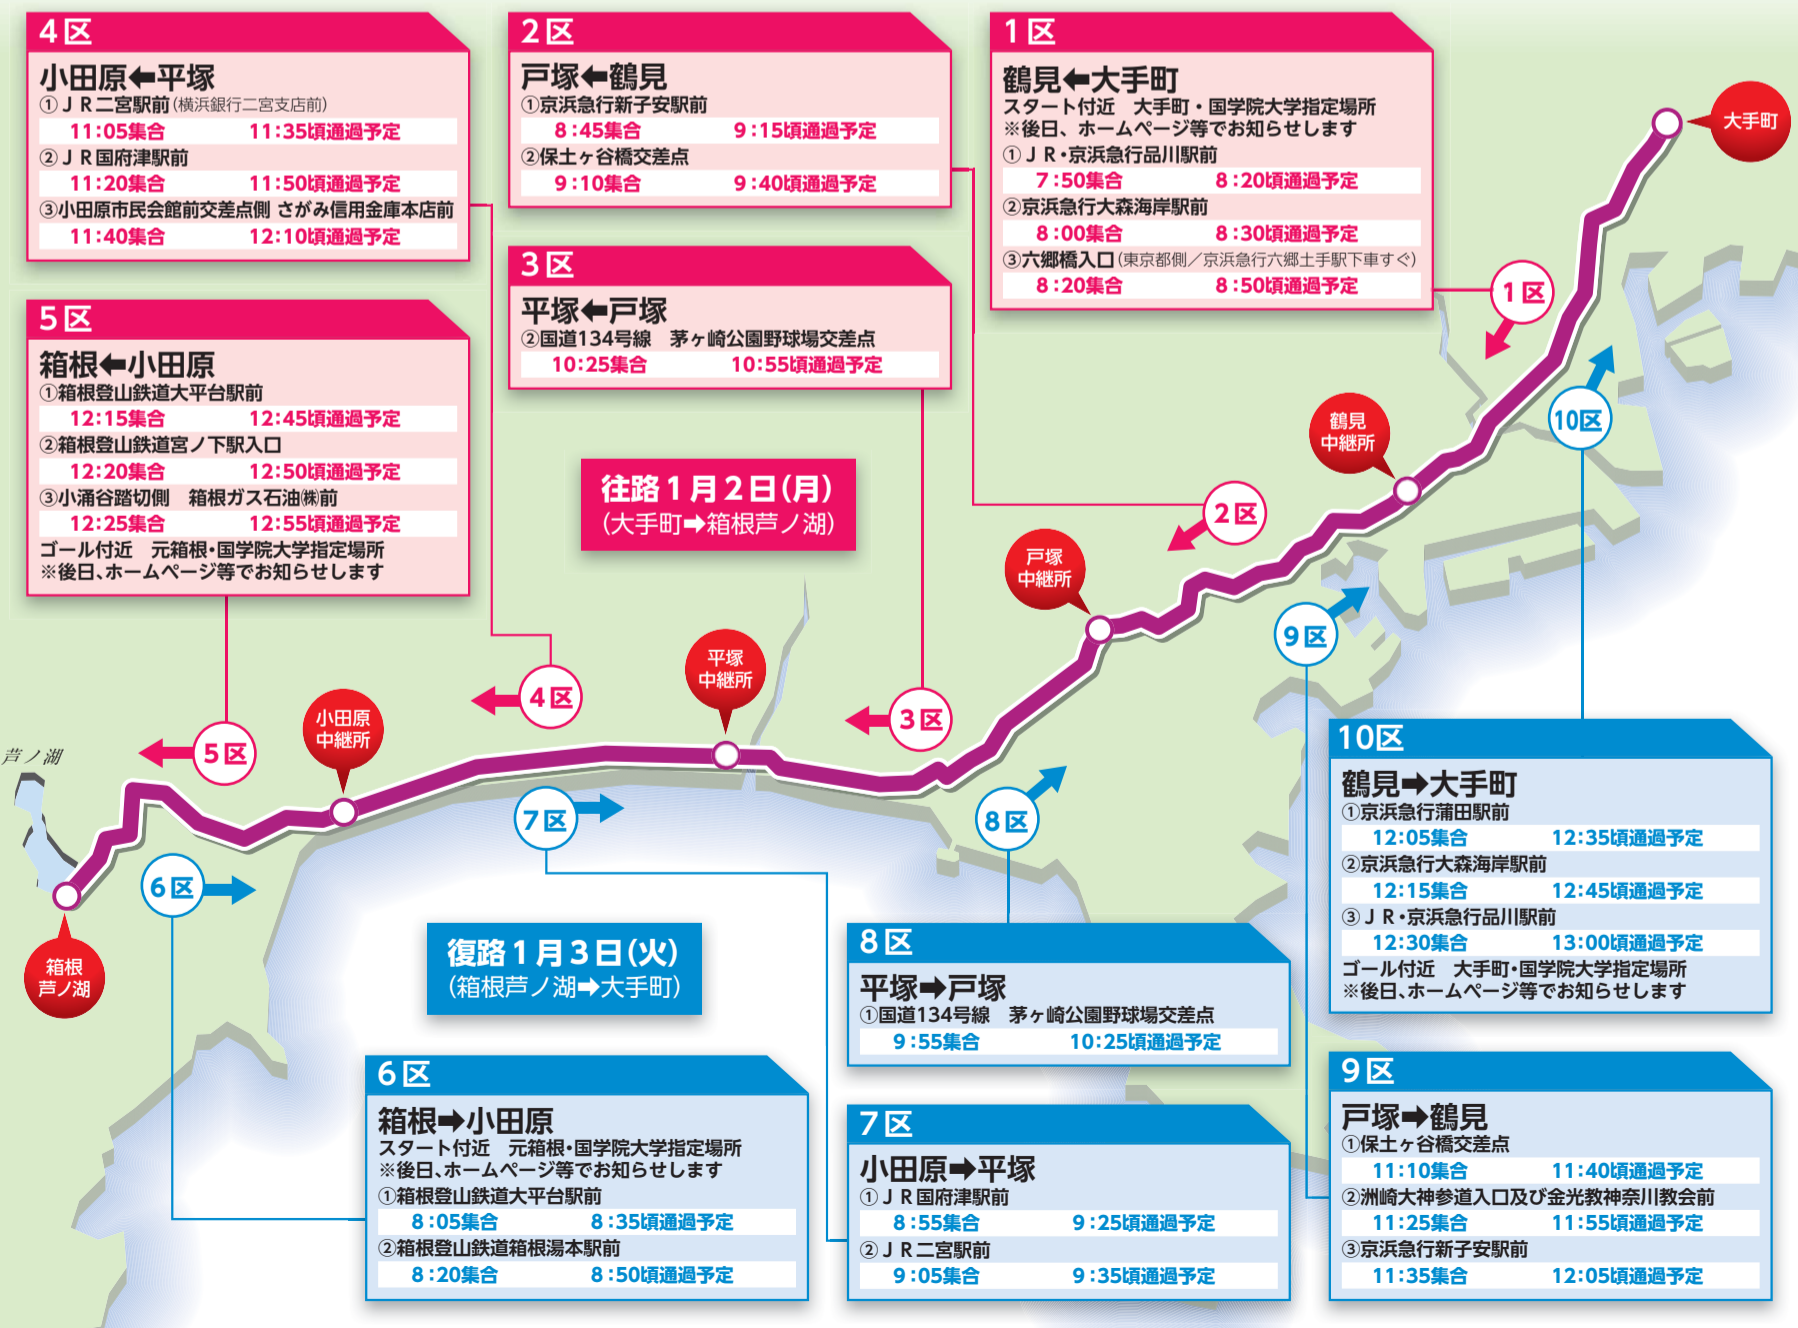 4区
小田原⬅平塚
①ＪＲ二宮駅前(横浜銀行二宮支店前)
11:05集合 11:35頃通過予定
②ＪＲ国府津駅前
11:20集合 11:50頃通過予定
③小田原市民会館前交差点側 さがみ信用金庫本店前
11:40集合 12:10頃通過予定
2区
戸塚⬅鶴見
①京浜急行新子安駅前
8:45集合 9:15頃通過予定
②保土ヶ谷橋交差点
9:10集合 9:40頃通過予定
1区
鶴見⬅大手町
スタート付近 大手町・国学院大学指定場所
※後日、ホームページ等でお知らせします
①ＪＲ・京浜急行品川駅前
7:50集合 8:20頃通過予定
②京浜急行大森海岸駅前
8:00集合 8:30頃通過予定
③六郷橋入口(東京都側／京浜急行六郷土手駅下車すぐ)
8:20集合 8:50頃通過予定
3区
平塚⬅戸塚
②国道134号線 茅ヶ崎公園野球場交差点
10:25集合 10:55頃通過予定
5区
箱根⬅小田原
①箱根登山鉄道大平台駅前
12:15集合 12:45頃通過予定
②箱根登山鉄道宮ノ下駅入口
12:20集合 12:50頃通過予定
③小涌谷踏切側 箱根ガス石油㈱前
12:25集合 12:55頃通過予定
ゴール付近 元箱根・国学院大学指定場所
※後日、ホームページ等でお知らせします
往路1月2日(月)
(大手町➡箱根芦ノ湖)
大手町
1区
10区
鶴見
中継所
2区
戸塚
中継所
9区
平塚
中継所
4区
3区
小田原
中継所
5区
芦ノ湖
7区
8区
6区
箱根
芦ノ湖
復路1月3日(火)
(箱根芦ノ湖➡大手町)
6区
箱根➡小田原
スタート付近 元箱根・国学院大学指定場所
※後日、ホームページ等でお知らせします
①箱根登山鉄道大平台駅前
8:05集合 8:35頃通過予定
②箱根登山鉄道箱根湯本駅前
8:20集合 8:50頃通過予定
8区
平塚➡戸塚
①国道134号線 茅ヶ崎公園野球場交差点
9:55集合 10:25頃通過予定
7区
小田原➡平塚
①ＪＲ国府津駅前
8:55集合 9:25頃通過予定
②ＪＲ二宮駅前
9:05集合 9:35頃通過予定
10区
鶴見➡大手町
①京浜急行蒲田駅前
12:05集合 12:35頃通過予定
②京浜急行大森海岸駅前
12:15集合 12:45頃通過予定
③ＪＲ・京浜急行品川駅前
12:30集合 13:00頃通過予定
ゴール付近 大手町・国学院大学指定場所
※後日、ホームページ等でお知らせします
9区
戸塚➡鶴見
①保土ヶ谷橋交差点
11:10集合 11:40頃通過予定
②洲崎大神参道入口及び金光教神奈川教会前
11:25集合 11:55頃通過予定
③京浜急行新子安駅前
11:35集合 12:05頃通過予定